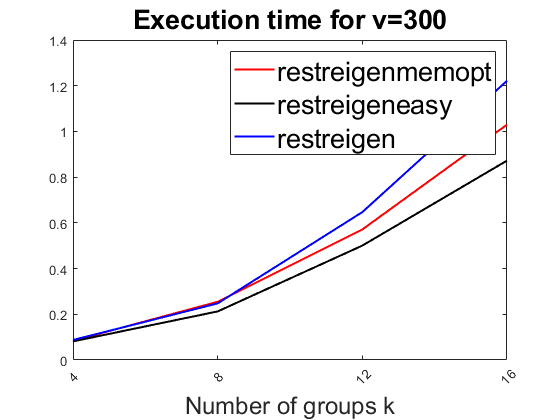 Execution time for v=300
1.4
1.2
1
0.8
0.6
0.4
0.2
0
restreigenmemopt
restreigeneasy
restreigen
4
8
12
16
Number of groups k